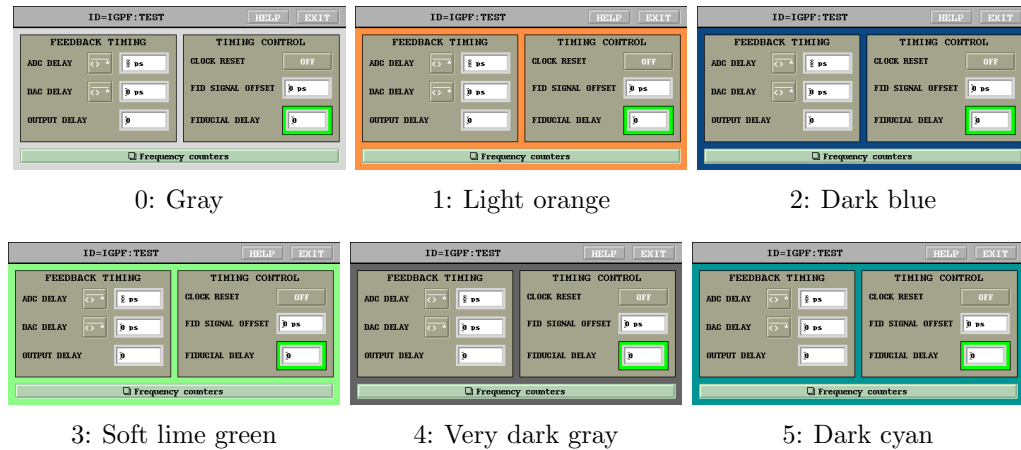 ID=IGPF:TEST HELP EXIT
FEEDBACK TIMING TIMING CONTROL
ADC DELAY <> ps CLOCK RESET OFF
DAC DELAY <> 0 ps FID SIGNAL OFFSET 0 ps
OUTPUT DELAY 0 FIDUCIAL DELAY 0
Frequency counters
0: Gray
ID=IGPF:TEST HELP EXIT
FEEDBACK TIMING TIMING CONTROL
ADC DELAY <> ps CLOCK RESET OFF
DAC DELAY <> 0 ps FID SIGNAL OFFSET 0 ps
OUTPUT DELAY 0 FIDUCIAL DELAY 0
Frequency counters
1: Light orange
ID=IGPF:TEST HELP EXIT
FEEDBACK TIMING TIMING CONTROL
ADC DELAY <> ps CLOCK RESET OFF
DAC DELAY <> 0 ps FID SIGNAL OFFSET 0 ps
OUTPUT DELAY 0 FIDUCIAL DELAY 0
Frequency counters
2: Dark blue
ID=IGPF:TEST HELP EXIT
FEEDBACK TIMING TIMING CONTROL
ADC DELAY <> ps CLOCK RESET OFF
DAC DELAY <> 0 ps FID SIGNAL OFFSET 0 ps
OUTPUT DELAY 0 FIDUCIAL DELAY 0
Frequency counters
3: Soft lime green
ID=IGPF:TEST HELP EXIT
FEEDBACK TIMING TIMING CONTROL
ADC DELAY <> ps CLOCK RESET OFF
DAC DELAY <> 0 ps FID SIGNAL OFFSET 0 ps
OUTPUT DELAY 0 FIDUCIAL DELAY 0
Frequency counters
4: Very dark gray
ID=IGPF:TEST HELP EXIT
FEEDBACK TIMING TIMING CONTROL
ADC DELAY <> ps CLOCK RESET OFF
DAC DELAY <> 0 ps FID SIGNAL OFFSET 0 ps
OUTPUT DELAY 0 FIDUCIAL DELAY 0
Frequency counters
5: Dark cyan